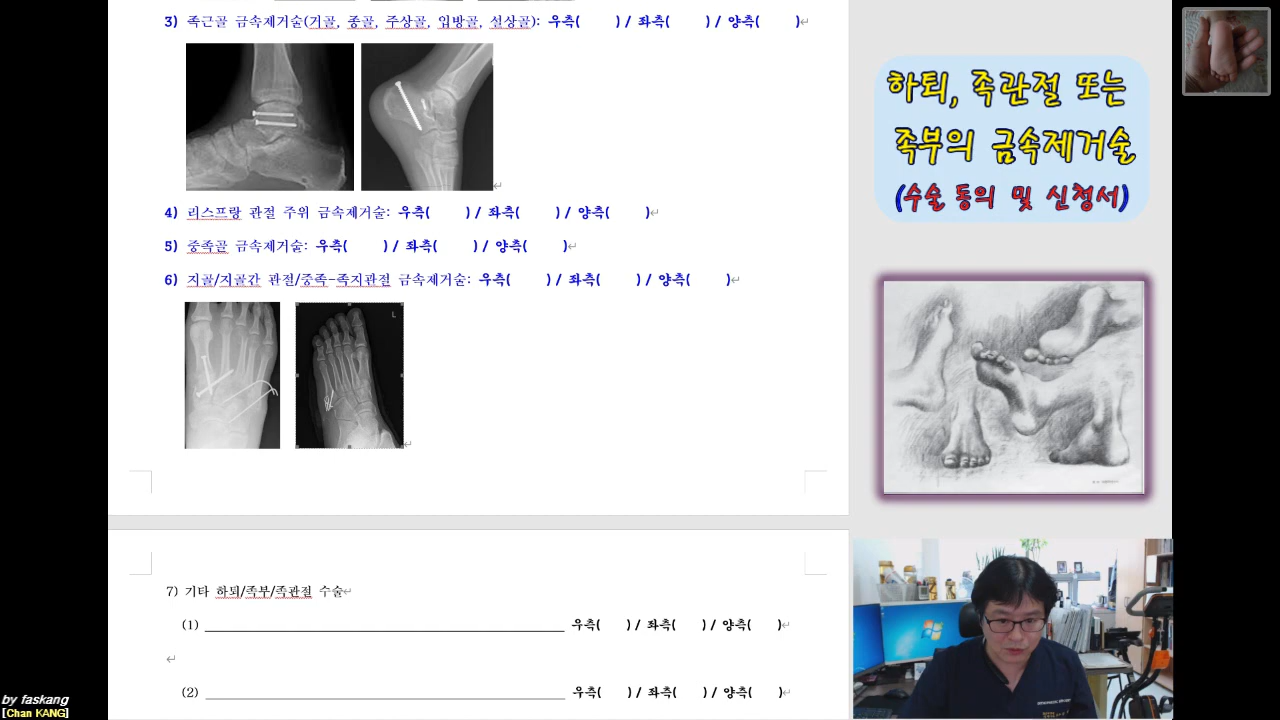 3) 족근골 금속제거술(거골, 종골, 주상골, 입방골, 설상골): 우측( ) / 좌측( ) / 양측( )
4) 리스프랑 관절 주위 금속제거술: 우측( ) / 좌측( ) / 양측( )
5) 중족골 금속제거술: 우측( ) / 좌측( ) / 양측( )
6) 지골/지골간 관절/중족-족지관절 금속제거술: 우측( ) / 좌측( ) / 양측( )
L
7) 기타 하퇴/족부/족관절 수술
(1) ____________________ 우측( ) / 좌측( ) / 양측( )
(2) ____________________ 우측( ) / 좌측( ) / 양측( )
하퇴, 족관절 또는
족부의 금속제거술
(수술 동의 및 신청서)
by faskang
[Chan KANG]